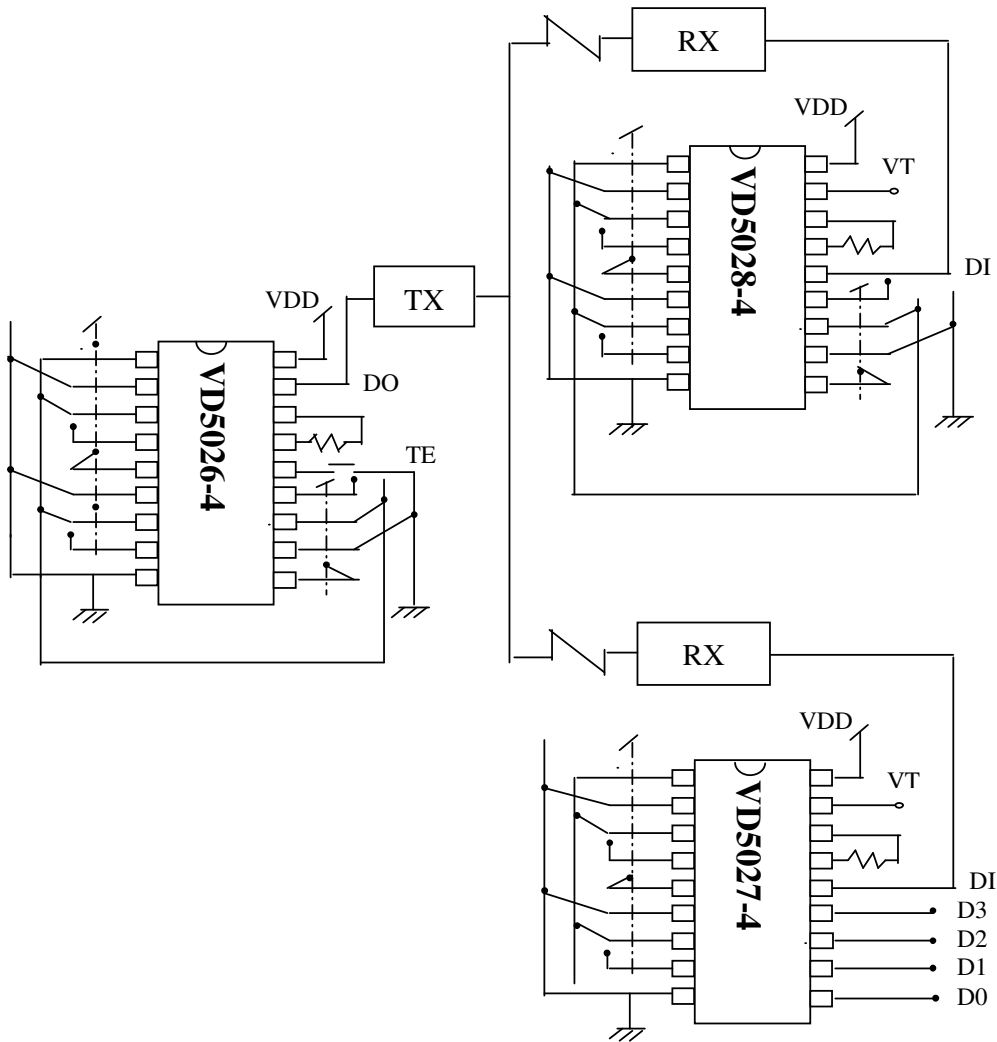 RX
VDD
VT
VD5028-4
DI
TX
VDD
DO
VD5026-4
TE
RX
VDD
VT
VD5027-4
DI
D3
D2
D1
D0